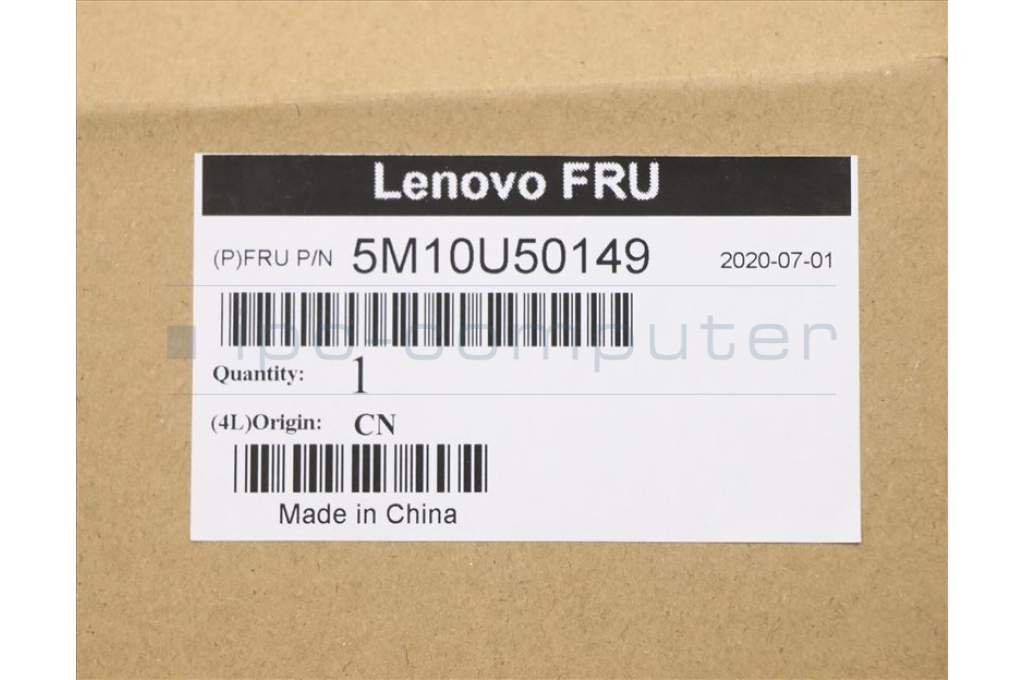 Lenovo FRU
(P)FRU P/N 5M10U50149 2020-07-01
ipc-computer
Quantity: 1
(4L)Origin: CN
Made in China